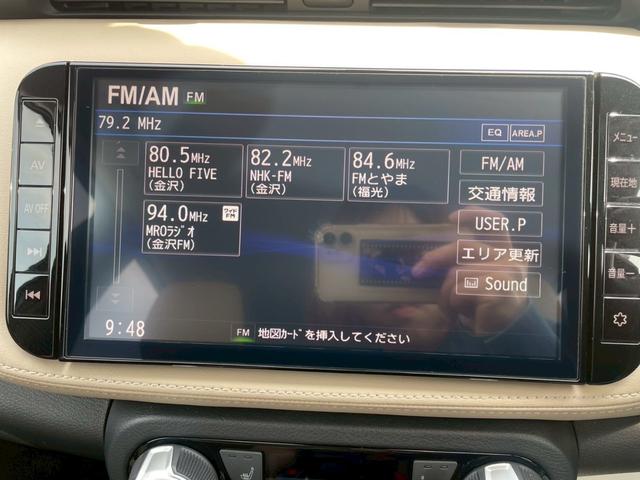 FM/AM FM
79.2 MHz
EQ AREA.P
80.5MHz
HELLO FIVE
(金沢)
82.2MHz
NHK-FM
(金沢)
84.6MHz
FMとやま
(福光)
94.0MHz ワイドFM
MROラジオ
(金沢FM)
FM/AM
交通情報
USER.P
エリア更新
Sound
9:48
FM 地図カードを挿入してください
AV
AV OFF
メニュー
現在地
音量+
音量-